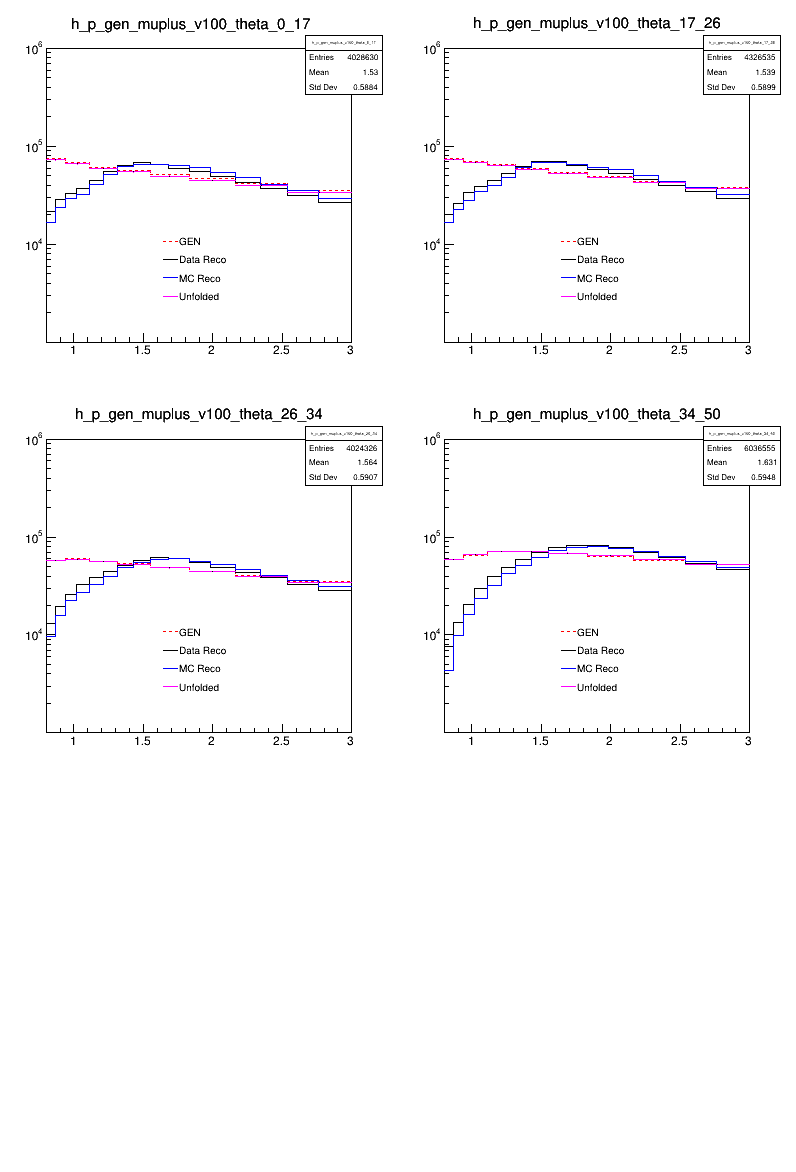 h_p_gen_muplus_v100_theta_0_17
h_p_gen_muplus_v100_theta_0_17
Entries 4028630
Mean 1.53
Std Dev 0.5884
10^6
10^5
10^4
GEN
Data Reco
MC Reco
Unfolded
1 1.5 2 2.5 3
h_p_gen_muplus_v100_theta_17_26
h_p_gen_muplus_v100_theta_17_26
Entries 4326535
Mean 1.539
Std Dev 0.5899
10^6
10^5
10^4
GEN
Data Reco
MC Reco
Unfolded
1 1.5 2 2.5 3
h_p_gen_muplus_v100_theta_26_34
h_p_gen_muplus_v100_theta_26_34
Entries 4024326
Mean 1.564
Std Dev 0.5907
10^6
10^5
10^4
GEN
Data Reco
MC Reco
Unfolded
1 1.5 2 2.5 3
h_p_gen_muplus_v100_theta_34_50
h_p_gen_muplus_v100_theta_34_50
Entries 6036555
Mean 1.631
Std Dev 0.5948
10^6
10^5
10^4
GEN
Data Reco
MC Reco
Unfolded
1 1.5 2 2.5 3